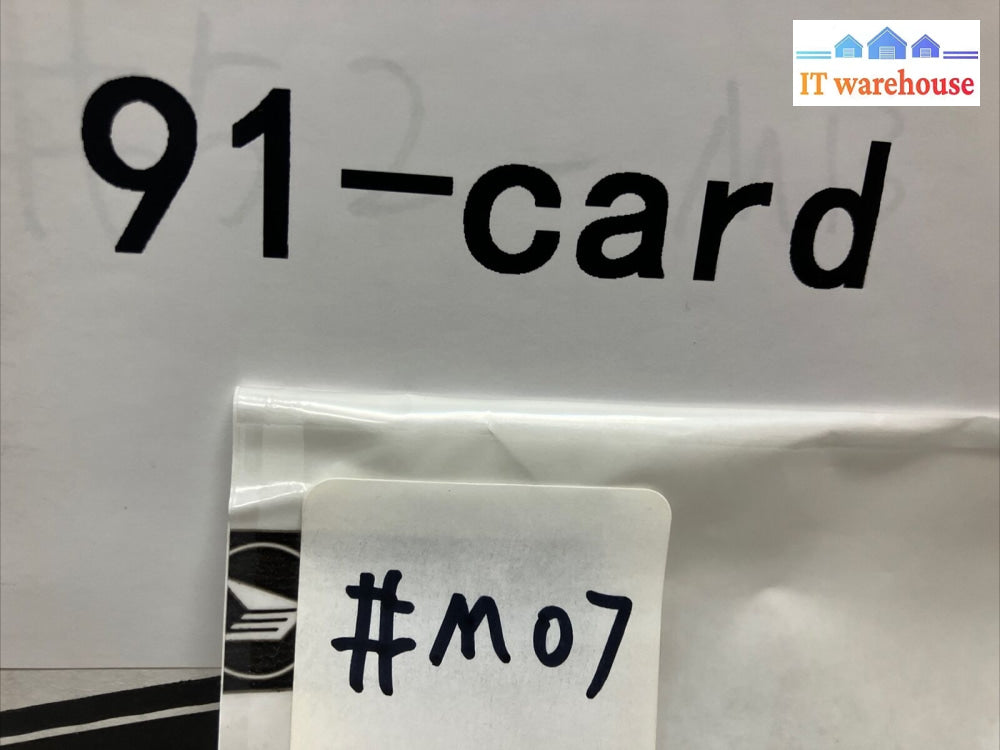 IT warehouse
91-card
#M07